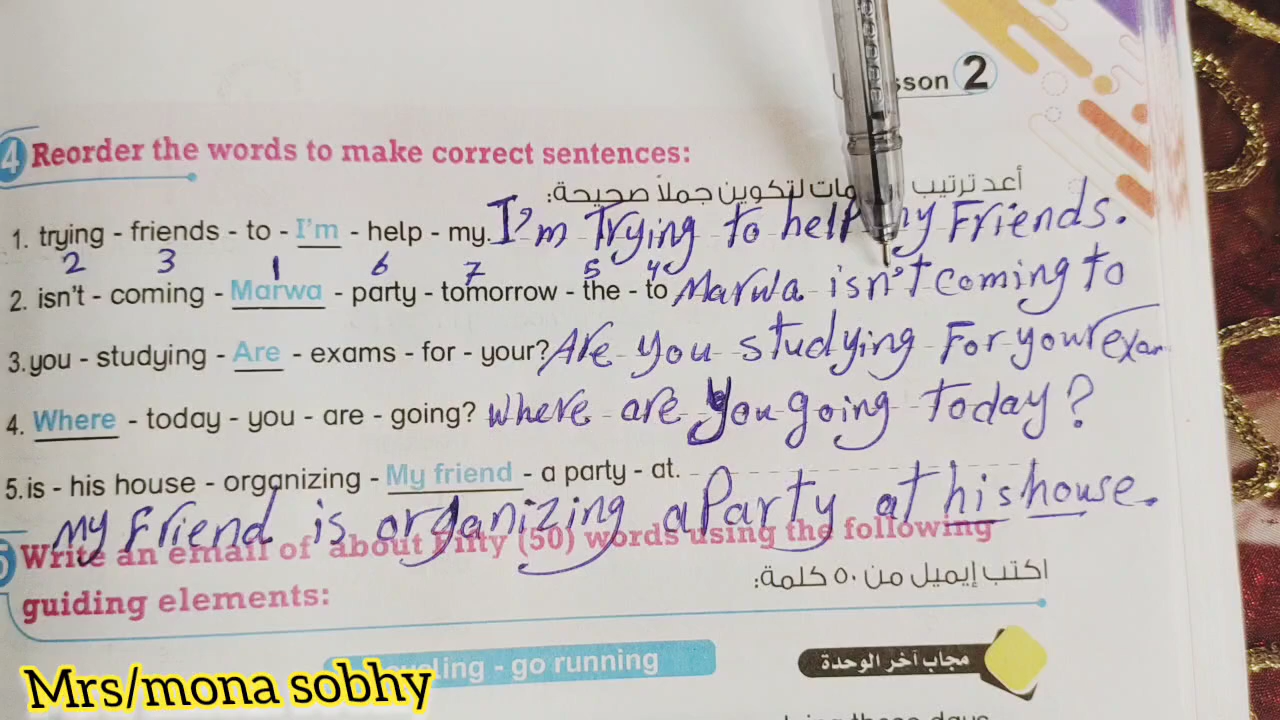 sson 2
4 Reorder the words to make correct sentences:
أعد ترتيب لتكوين جملاً صحيحة:
1. trying - friends - to - I'm - help - my. I'm Trying to help my Friends.
2 3 1 6 7 5 4
2. isn't - coming - Marwa - party - tomorrow - the - to Marwa isn't coming to
3. you - studying - Are - exams - for - your? Are you studying For your exam
4. Where - today - you - are - going? Where are you going today?
5. is - his house - organizing - My friend - a party - at.
My friend is organizing a Party at his house.
5 Write an email of about Fifty (50) words using the following
guiding elements:
اكتب إيميل من ٥٠ كلمة:
ling - go running
مجاب آخر الوحدة
these days
Mrs/mona sobhy